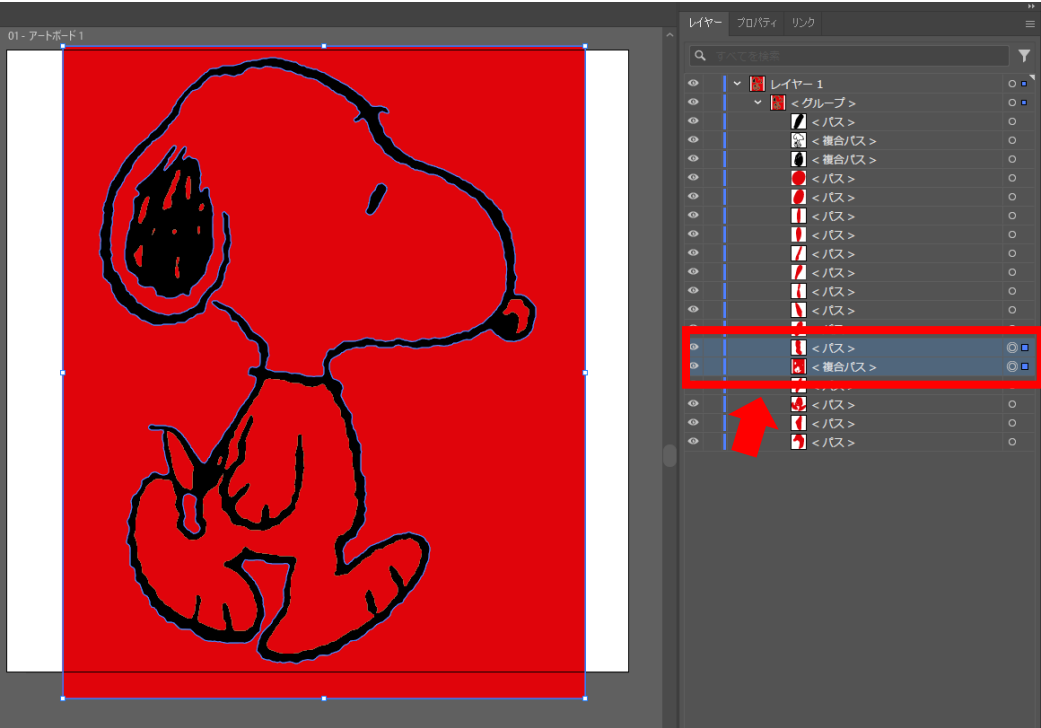 01 - アートボード 1
レイヤー プロパティ リンク
すべてを検索
レイヤー 1
< グループ >
< パス >
< 複合パス >
< 複合パス >
< パス >
< パス >
< パス >
< パス >
< パス >
< パス >
< パス >
< パス >
< パス >
< 複合パス >
< パス >
< パス >
< パス >